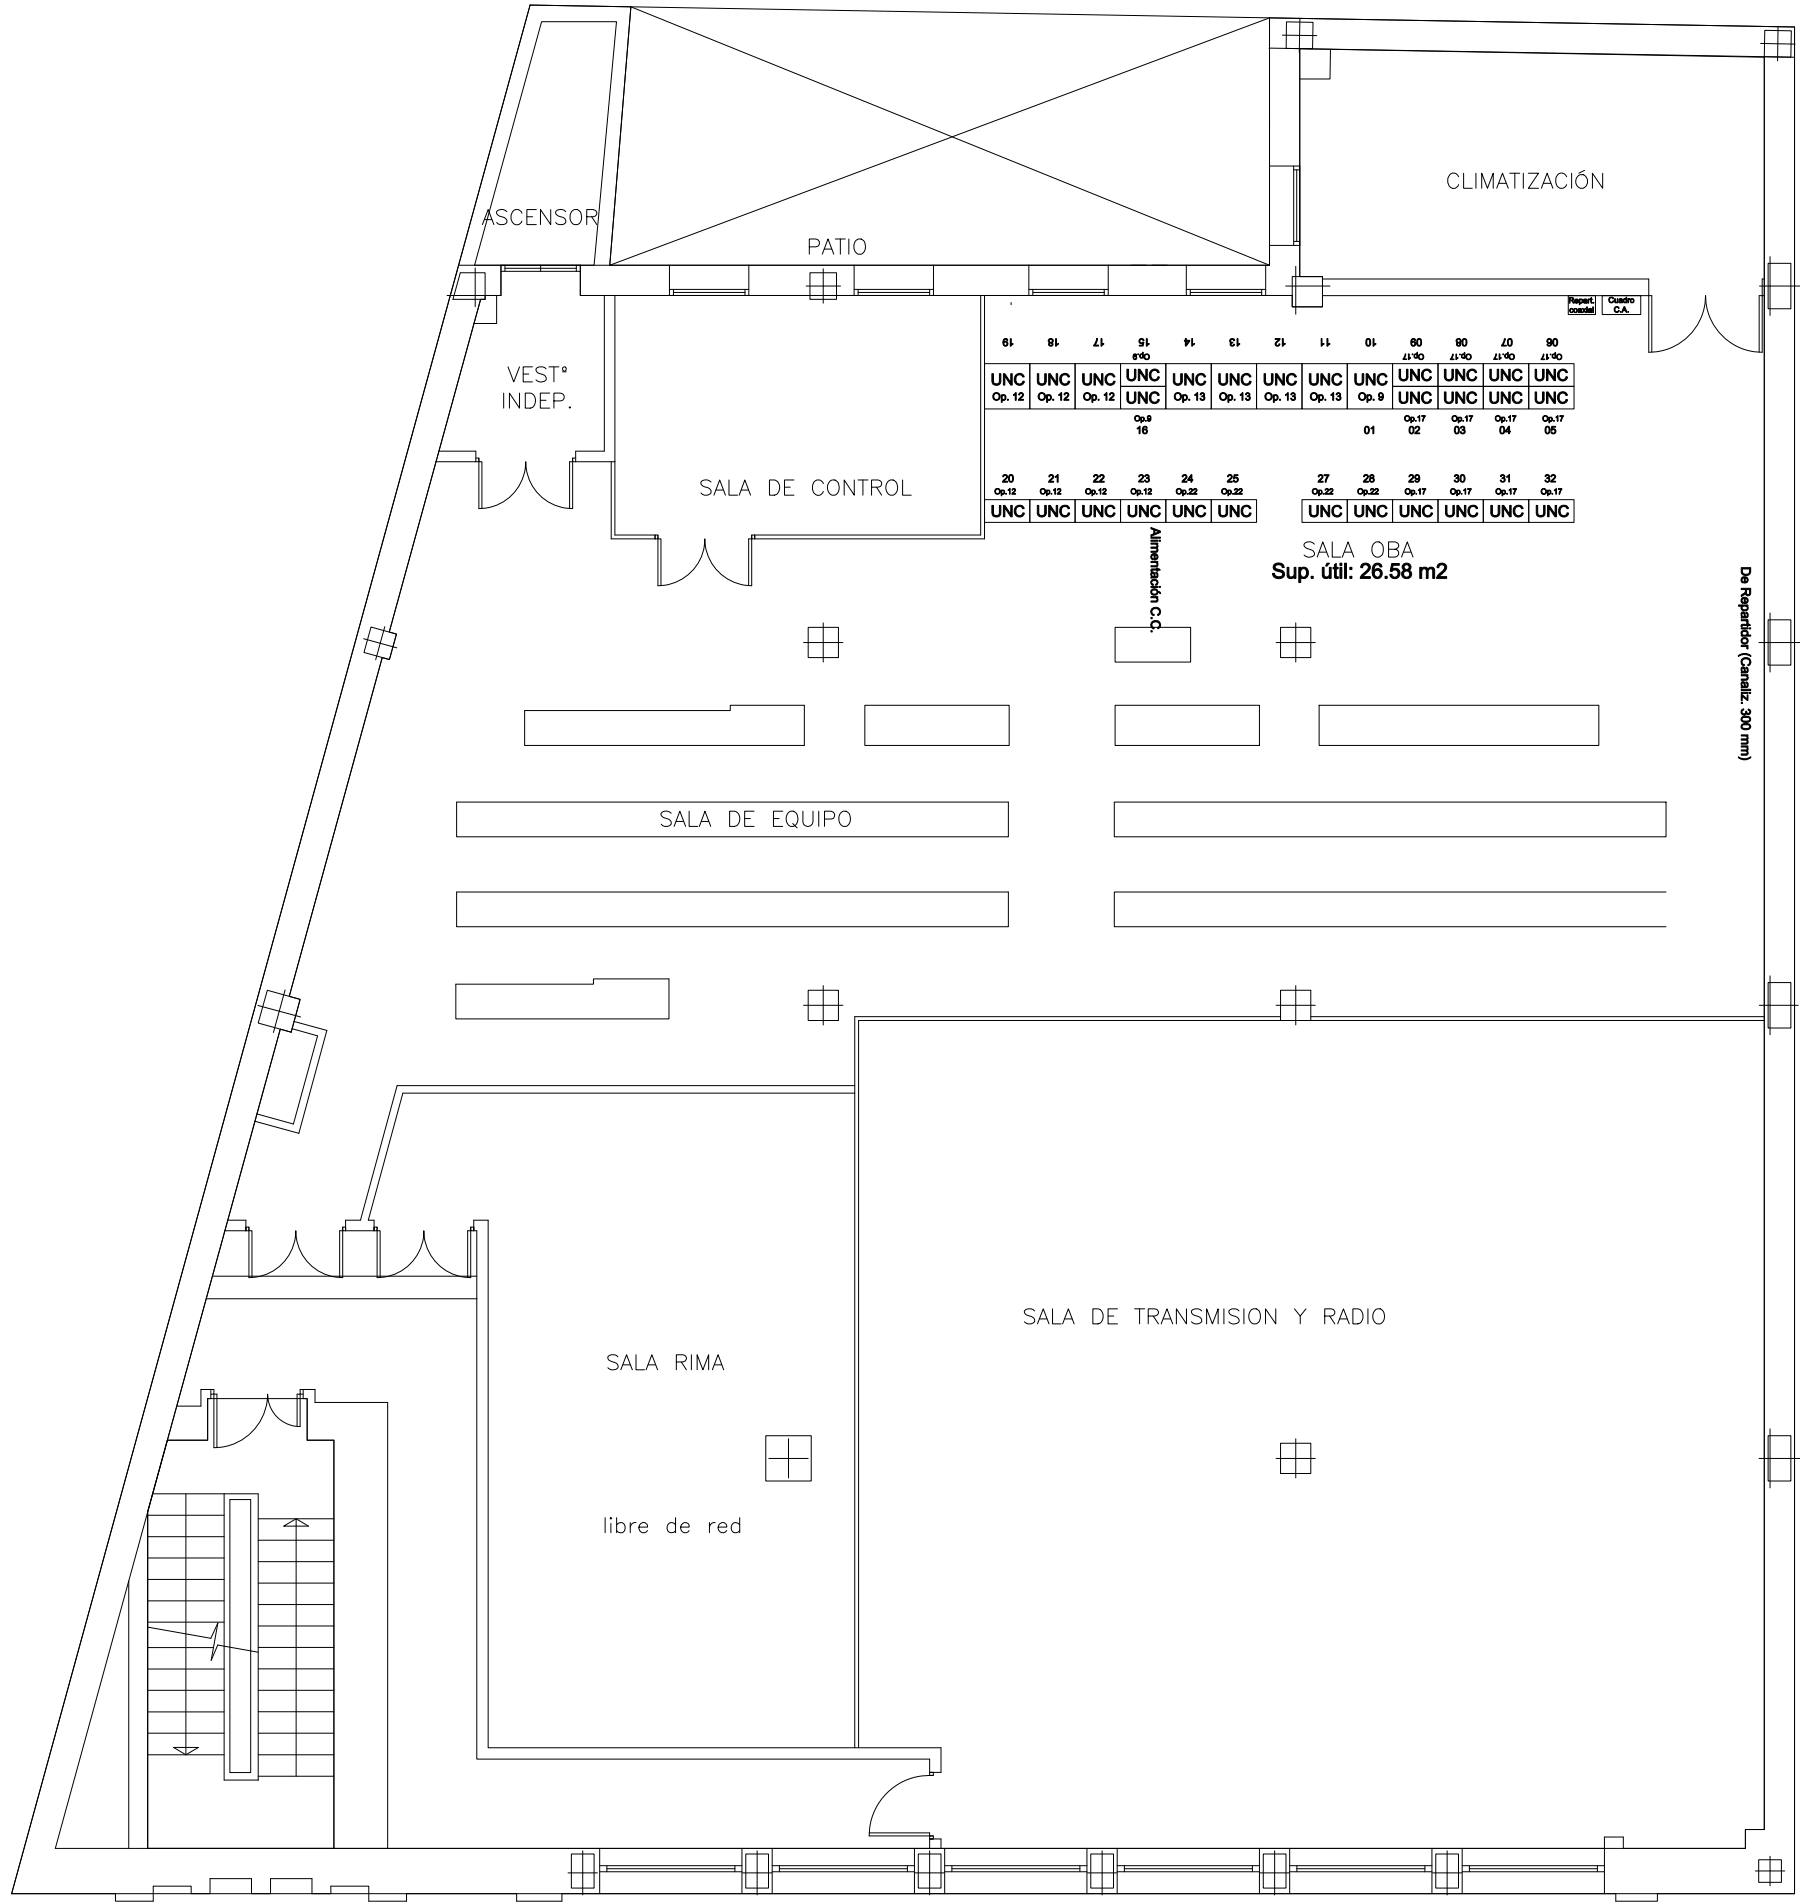 CLIMATIZACIÓN
ASCENSOR
PATIO
Repart. coaxial
Cuadro C.A.
19 18 17 15 14 13 12 11 10 09 08 07 06
Op.9 Op.17 Op.17 Op.17 Op.17
UNC UNC UNC UNC UNC UNC UNC UNC UNC UNC UNC UNC UNC
Op. 12 Op. 12 Op. 12 UNC Op. 13 Op. 13 Op. 13 Op. 13 Op. 9 UNC UNC UNC UNC
Op.9 Op.17 Op.17 Op.17 Op.17
16 01 02 03 04 05
VESTº
INDEP.
SALA DE CONTROL
20 21 22 23 24 25 27 28 29 30 31 32
Op.12 Op.12 Op.12 Op.12 Op.22 Op.22 Op.22 Op.22 Op.17 Op.17 Op.17 Op.17
UNC UNC UNC UNC UNC UNC UNC UNC UNC UNC UNC UNC
Alimentación C.C.
SALA OBA
Sup. útil: 26.58 m2
De Repartidor (Canaliz. 300 mm)
SALA DE EQUIPO
SALA DE TRANSMISION Y RADIO
SALA RIMA
libre de red